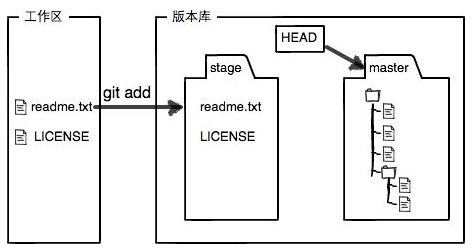 工作区
版本库
HEAD
stage
master
git add
readme.txt
readme.txt
LICENSE
LICENSE